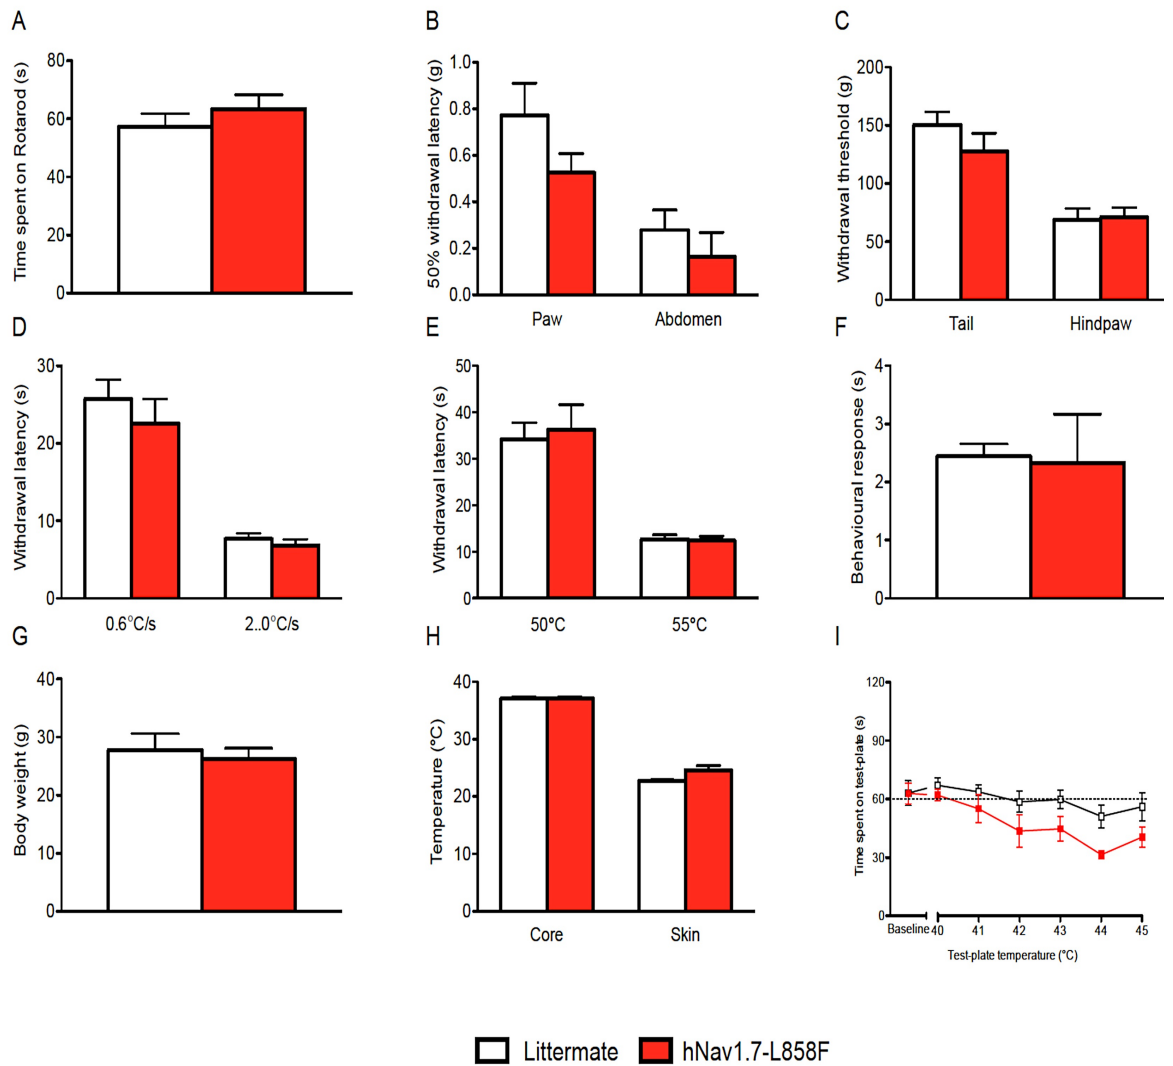 A
Time spent on Rotarod (s)
80
60
40
20
0
B
50% withdrawal latency (g)
1.0
0.8
0.6
0.4
0.2
0.0
Paw Abdomen
C
Withdrawal threshold (g)
200
150
100
50
0
Tail Hindpaw
D
Withdrawal latency (s)
30
20
10
0
0.6°C/s 2..0°C/s
E
Withdrawal latency (s)
50
40
30
20
10
0
50°C 55°C
F
Behavioural response (s)
4
3
2
1
0
G
Body weight (g)
40
30
20
10
0
H
Temperature (°C)
40
30
20
10
0
Core Skin
I
Time spent on test-plate (s)
120
90
60
30
0
Baseline 40 41 42 43 44 45
Test-plate temperature (°C)
Littermate hNav1.7-L858F